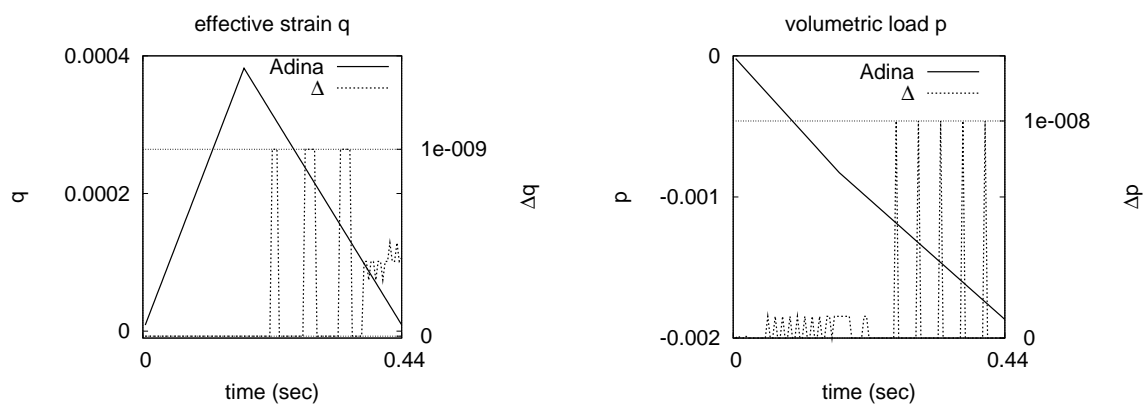 effective strain q
0.0004
0.0002
0
q
Adina
Δ
1e-009
0
Δq
0
0.44
time (sec)
volumetric load p
0
-0.001
-0.002
p
Adina
Δ
1e-008
0
Δp
0
0.44
time (sec)